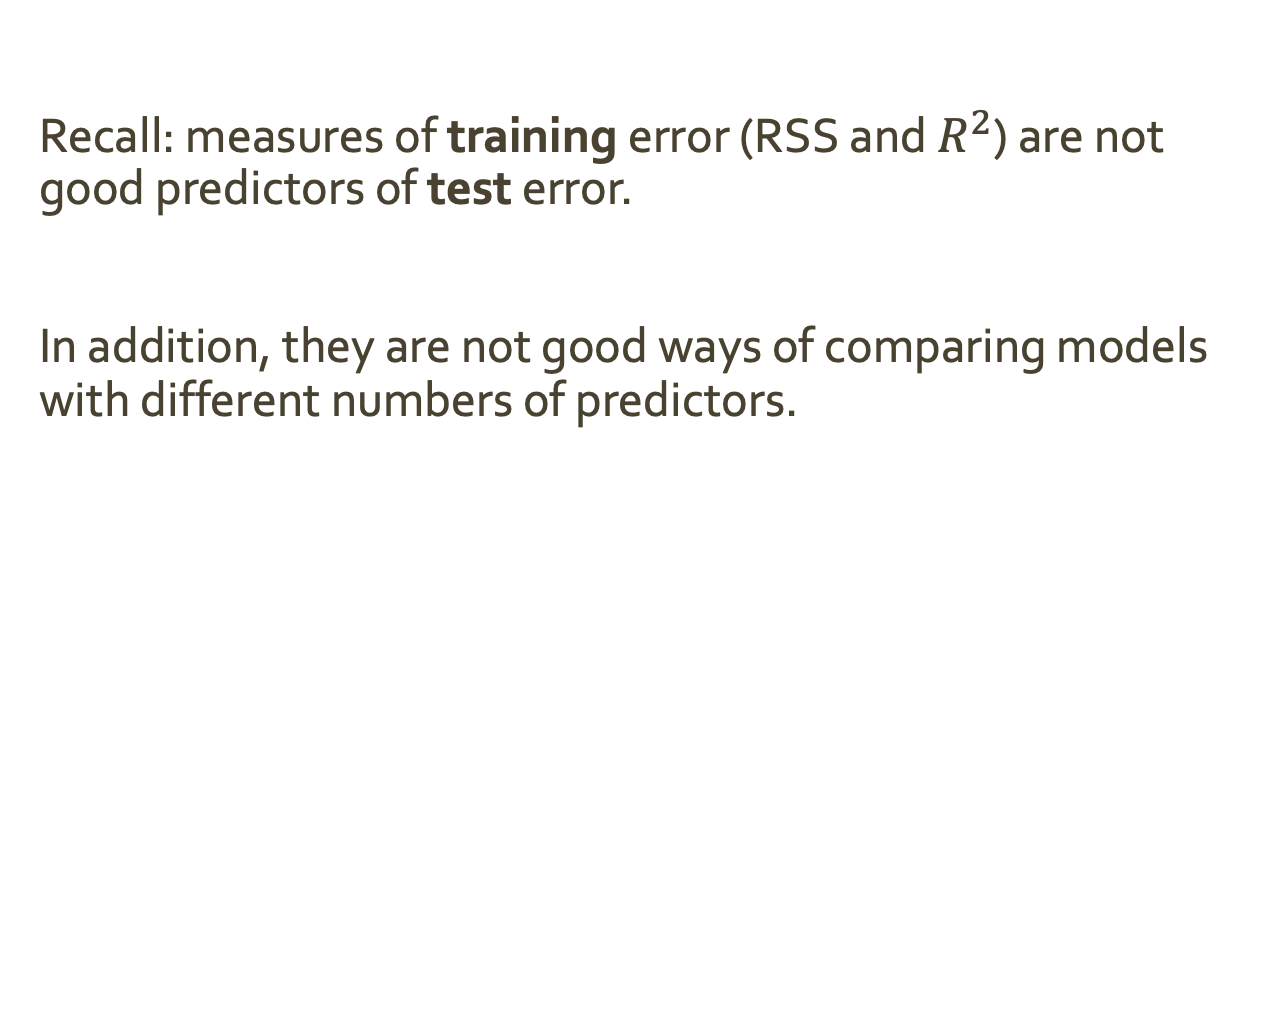 Recall: measures of training error (RSS and R²) are not
good predictors of test error.
In addition, they are not good ways of comparing models
with different numbers of predictors.